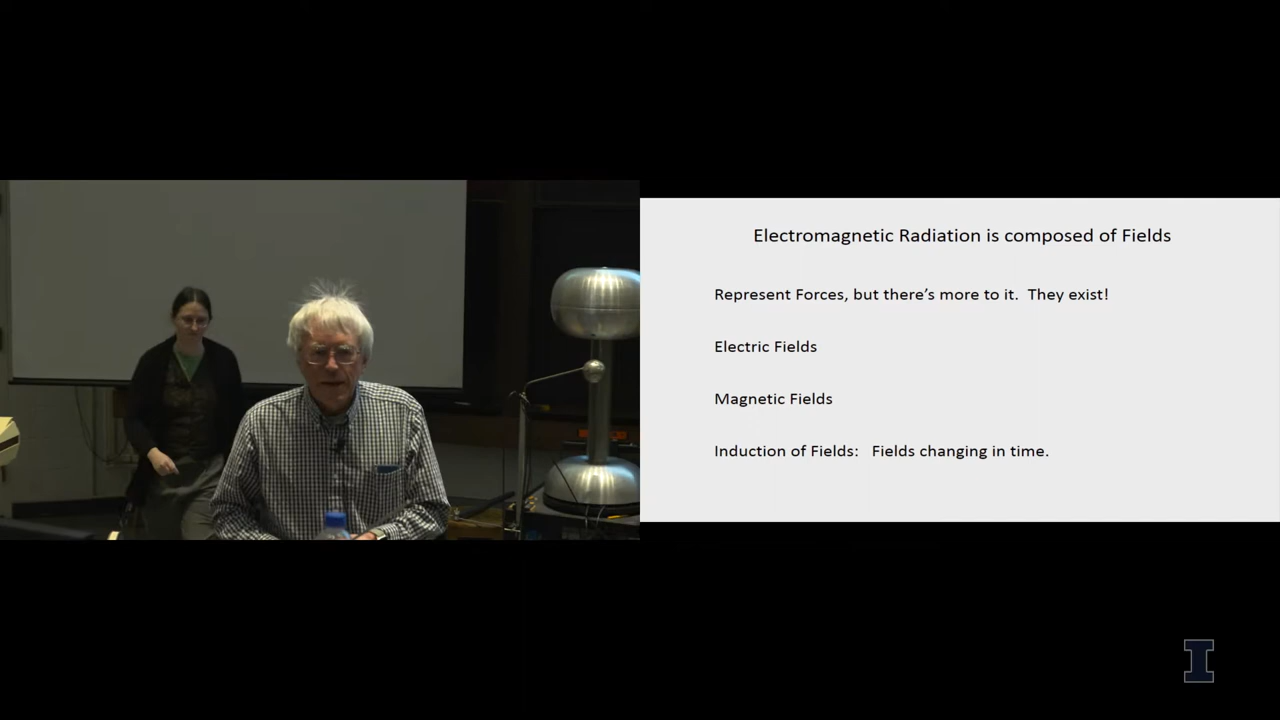 Electromagnetic Radiation is composed of Fields
Represent Forces, but there’s more to it.  They exist!
Electric Fields
Magnetic Fields
Induction of Fields:   Fields changing in time.
I